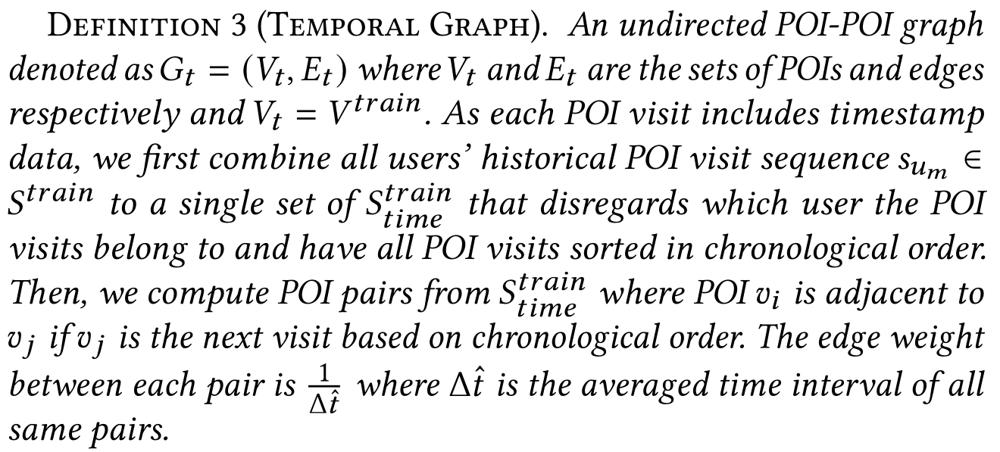 DEFINITION 3 (TEMPORAL GRAPH). An undirected POI-POI graph
denoted as $G_t = (V_t, E_t)$ where $V_t$ and $E_t$ are the sets of POIs and edges
respectively and $V_t = V^{train}$. As each POI visit includes timestamp
data, we first combine all users’ historical POI visit sequence $s_{u_m} \in$
$S^{train}$ to a single set of $S^{train}_{time}$ that disregards which user the POI
visits belong to and have all POI visits sorted in chronological order.
Then, we compute POI pairs from $S^{train}_{time}$ where POI $v_i$ is adjacent to
$v_j$ if $v_j$ is the next visit based on chronological order. The edge weight
between each pair is $\frac{1}{\Delta \hat{t}}$ where $\Delta \hat{t}$ is the averaged time interval of all
same pairs.